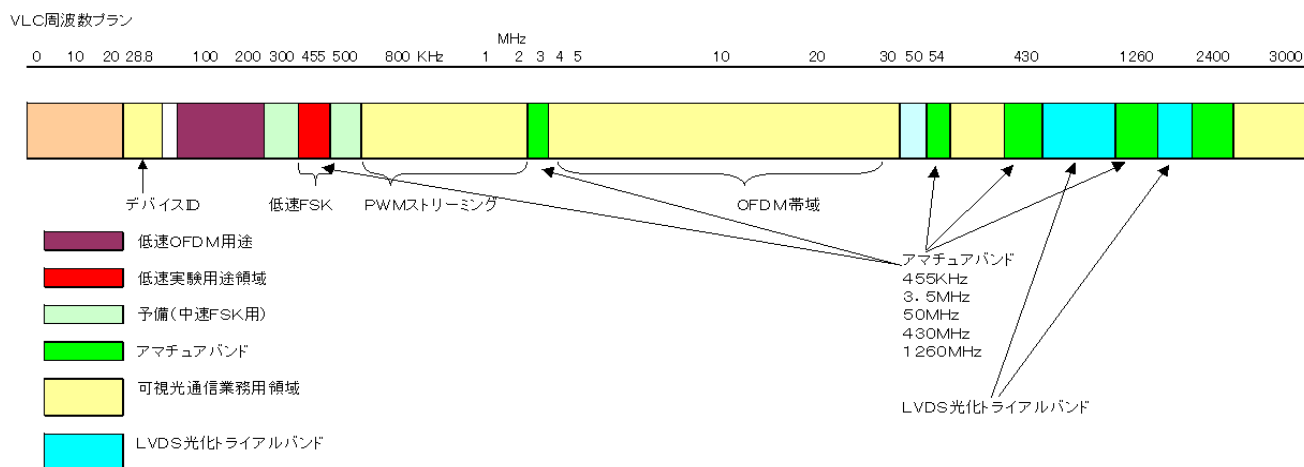 VLC周波数プラン
MHz
0 10 20 28.8 100 200 300 455 500 800 KHz 1 2 3 4 5 10 20 30 50 54 430 1260 2400 3000
デバイスID 低速FSK PWMストリーミング OFDM帯域
低速OFDM用途
低速実験用途領域
予備(中速FSK用)
アマチュアバンド
可視光通信業務用領域
LVDS光化トライアルバンド
アマチュアバンド
455KHz
3.5MHz
50MHz
430MHz
1260MHz
LVDS光化トライアルバンド